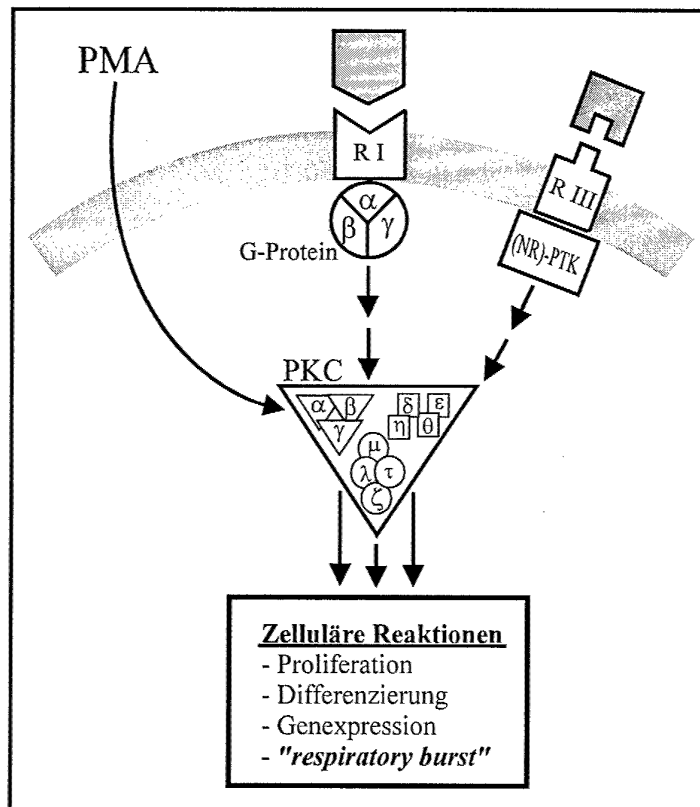 PMA
R I
R III
α
β γ
G-Protein
(NR)-PTK
PKC
α β
γ
δ ε
η θ
μ
λ τ
ζ
Zelluläre Reaktionen
- Proliferation
- Differenzierung
- Genexpression
- "respiratory burst"